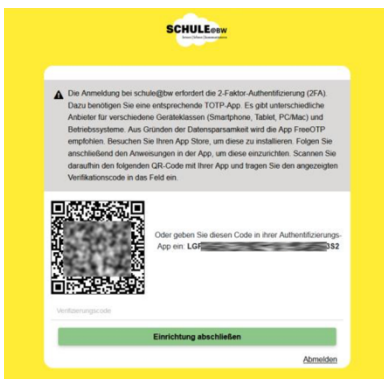 SCHULE@BW
Die Anmeldung bei schule@bw erfordert die 2-Faktor-Authentifizierung (2FA).
Dazu benötigen Sie eine entsprechende TOTP-App. Es gibt unterschiedliche
Anbieter für verschiedene Geräteklassen (Smartphone, Tablet, PC/Mac) und
Betriebssysteme. Aus Gründen der Datensparsamkeit wird die App FreeOTP
empfohlen. Besuchen Sie Ihren App Store, um diese zu installieren. Folgen Sie
anschließend den Anweisungen in der App, um diese einzurichten. Scannen Sie
daraufhin den folgenden QR-Code mit Ihrer App und tragen Sie den angezeigten
Verifikationscode in das Feld ein.
Oder geben Sie diesen Code in ihrer Authentifizierungs-
App ein:
Verifizierungscode
Einrichtung abschließen
Abmelden